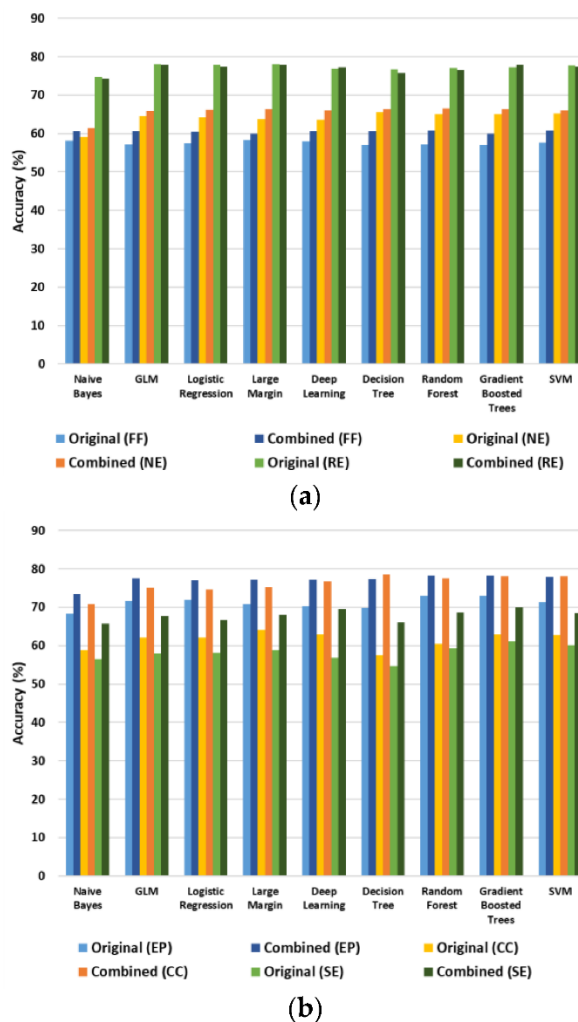 90
80
70
60
50
40
30
20
10
0
Accuracy (%)
Naive Bayes
GLM
Logistic Regression
Large Margin
Deep Learning
Decision Tree
Random Forest
Gradient Boosted Trees
SVM
Original (FF) Combined (FF) Original (NE)
Combined (NE) Original (RE) Combined (RE)
(a)
90
80
70
60
50
40
30
20
10
0
Accuracy (%)
Naive Bayes
GLM
Logistic Regression
Large Margin
Deep Learning
Decision Tree
Random Forest
Gradient Boosted Trees
SVM
Original (EP) Combined (EP) Original (CC)
Combined (CC) Original (SE) Combined (SE)
(b)